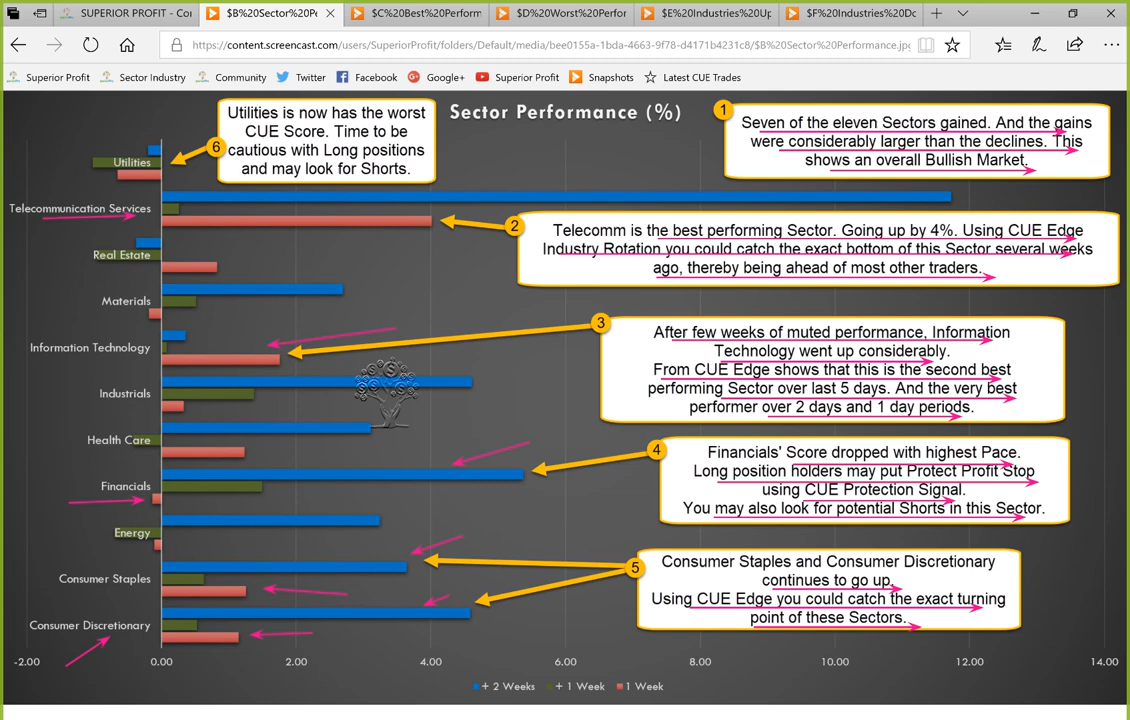 SUPERIOR PROFIT - Cor
$B%20Sector%20Pe
$C%20Best%20Perform
$D%20Worst%20Perfor
$E%20Industries%20Up
$F%20Industries%20Dc
https://content.screencast.com/users/SuperiorProfit/folders/Default/media/bee0155a-1bda-4663-9f78-d4171b4231c8/$B%20Sector%20Performance.jpg
Superior Profit
Sector Industry
Community
Twitter
Facebook
Google+
Superior Profit
Snapshots
Latest CUE Trades
Sector Performance (%)
Utilities is now has the worst
CUE Score. Time to be
cautious with Long positions
and may look for Shorts.
6
1
Seven of the eleven Sectors gained. And the gains
were considerably larger than the declines. This
shows an overall Bullish Market.
2
Telecomm is the best performing Sector. Going up by 4%. Using CUE Edge
Industry Rotation you could catch the exact bottom of this Sector several weeks
ago, thereby being ahead of most other traders.
3
After few weeks of muted performance, Information
Technology went up considerably.
From CUE Edge shows that this is the second best
performing Sector over last 5 days. And the very best
performer over 2 days and 1 day periods.
4
Financials' Score dropped with highest Pace.
Long position holders may put Protect Profit Stop
using CUE Protection Signal.
You may also look for potential Shorts in this Sector.
5
Consumer Staples and Consumer Discretionary
continues to go up.
Using CUE Edge you could catch the exact turning
point of these Sectors.
Utilities
Telecommunication Services
Real Estate
Materials
Information Technology
Industrials
Health Care
Financials
Energy
Consumer Staples
Consumer Discretionary
-2.00 0.00 2.00 4.00 6.00 8.00 10.00 12.00 14.00
+ 2 Weeks + 1 Week 1 Week